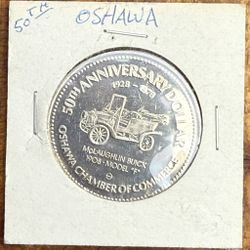 50TH OSHAWA
50TH ANNIVERSARY DOLLAR
1928 -
McLAUGHLIN BUICK
1908 - MODEL "F"
OSHAWA CHAMBER OF COMMERCE